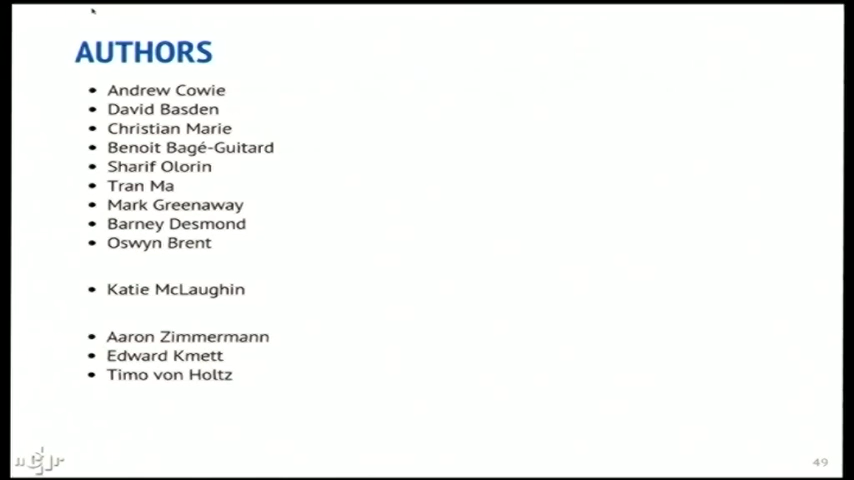 AUTHORS
• Andrew Cowie
• David Basden
• Christian Marie
• Benoit Bagé-Guitard
• Sharif Olorin
• Tran Ma
• Mark Greenaway
• Barney Desmond
• Oswyn Brent
• Katie McLaughin
• Aaron Zimmermann
• Edward Kmett
• Timo von Holtz
49